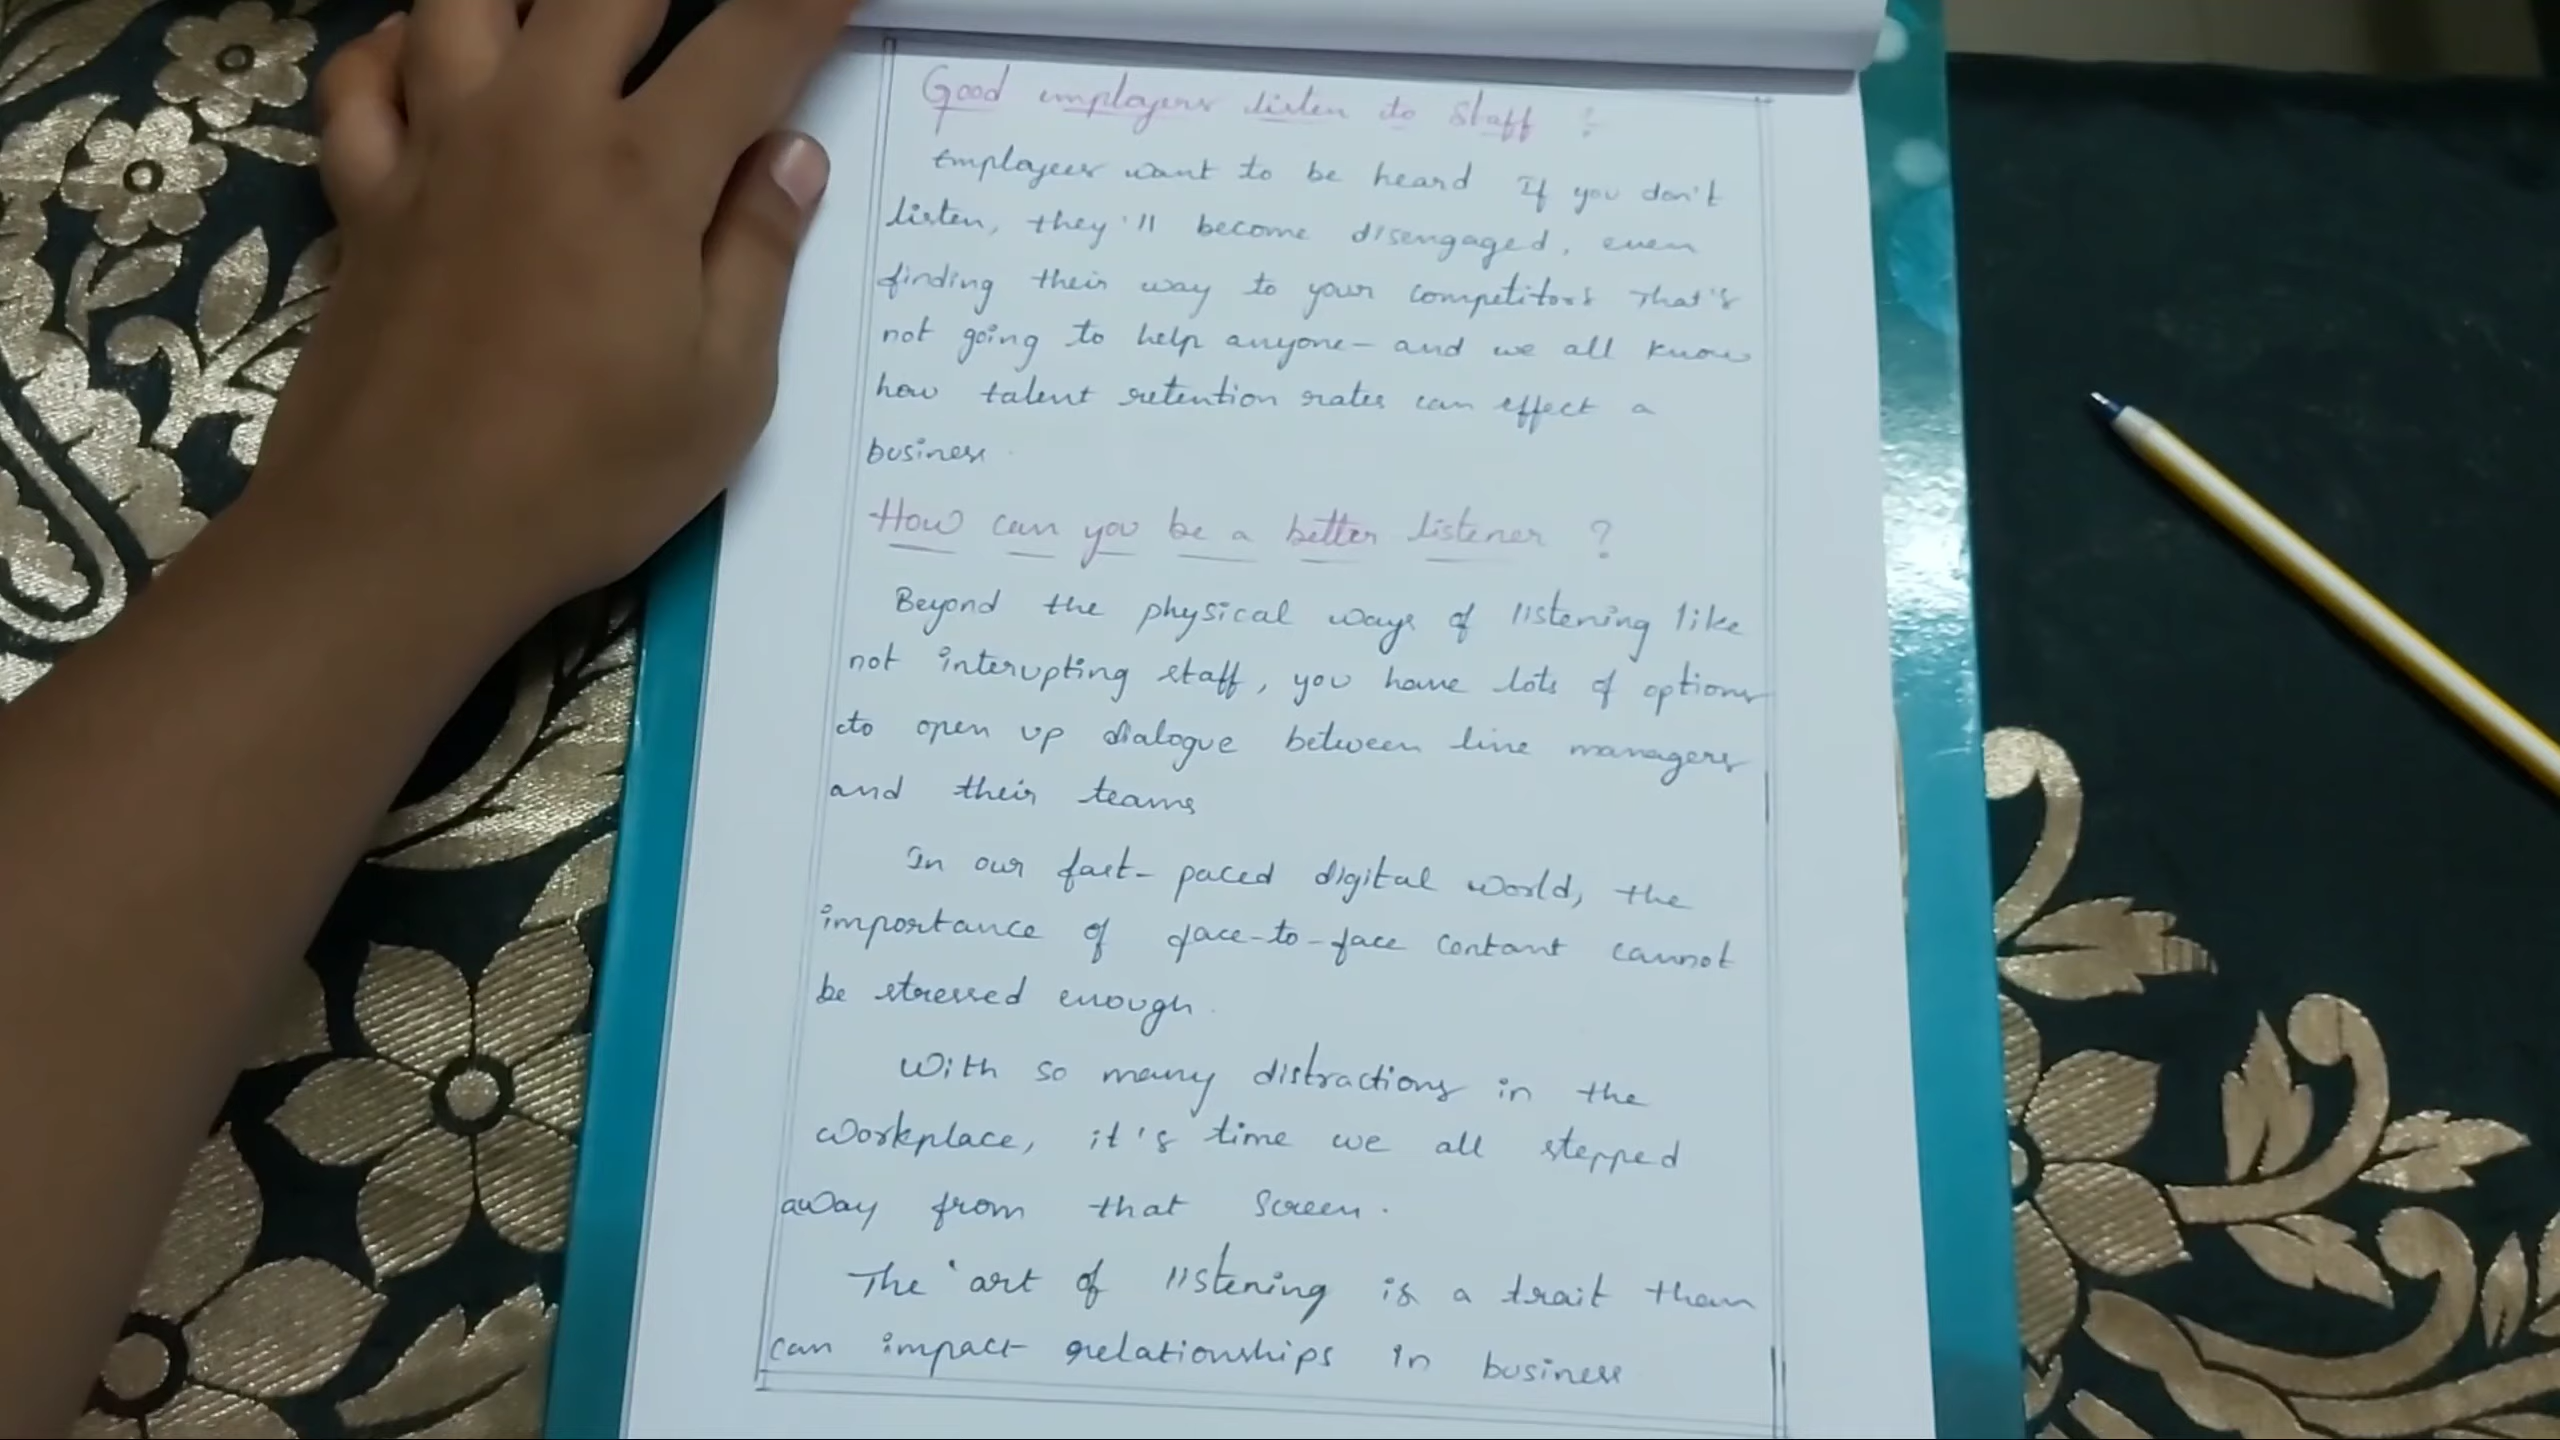 Good employers listen to staff :
Employees want to be heard If you don't
listen, they'll become disengaged, even
finding their way to your competitors That's
not going to help anyone - and we all know
how talent retention rates can effect a
business.
How can you be a better listener ?
Beyond the physical ways of listening like
not interupting staff, you have lots of options
to open up dialogue between line managers
and their teams
In our fast-paced digital world, the
importance of face-to-face contant cannot
be stressed enough.
With so many distractions in the
workplace, it's time we all stepped
away from that screen.
The 'art of listening is a trait than
can impact relationships in business